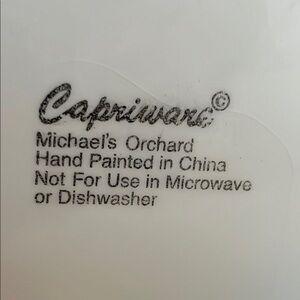 Capriware©
Michael's Orchard
Hand Painted in China
Not For Use in Microwave
or Dishwasher